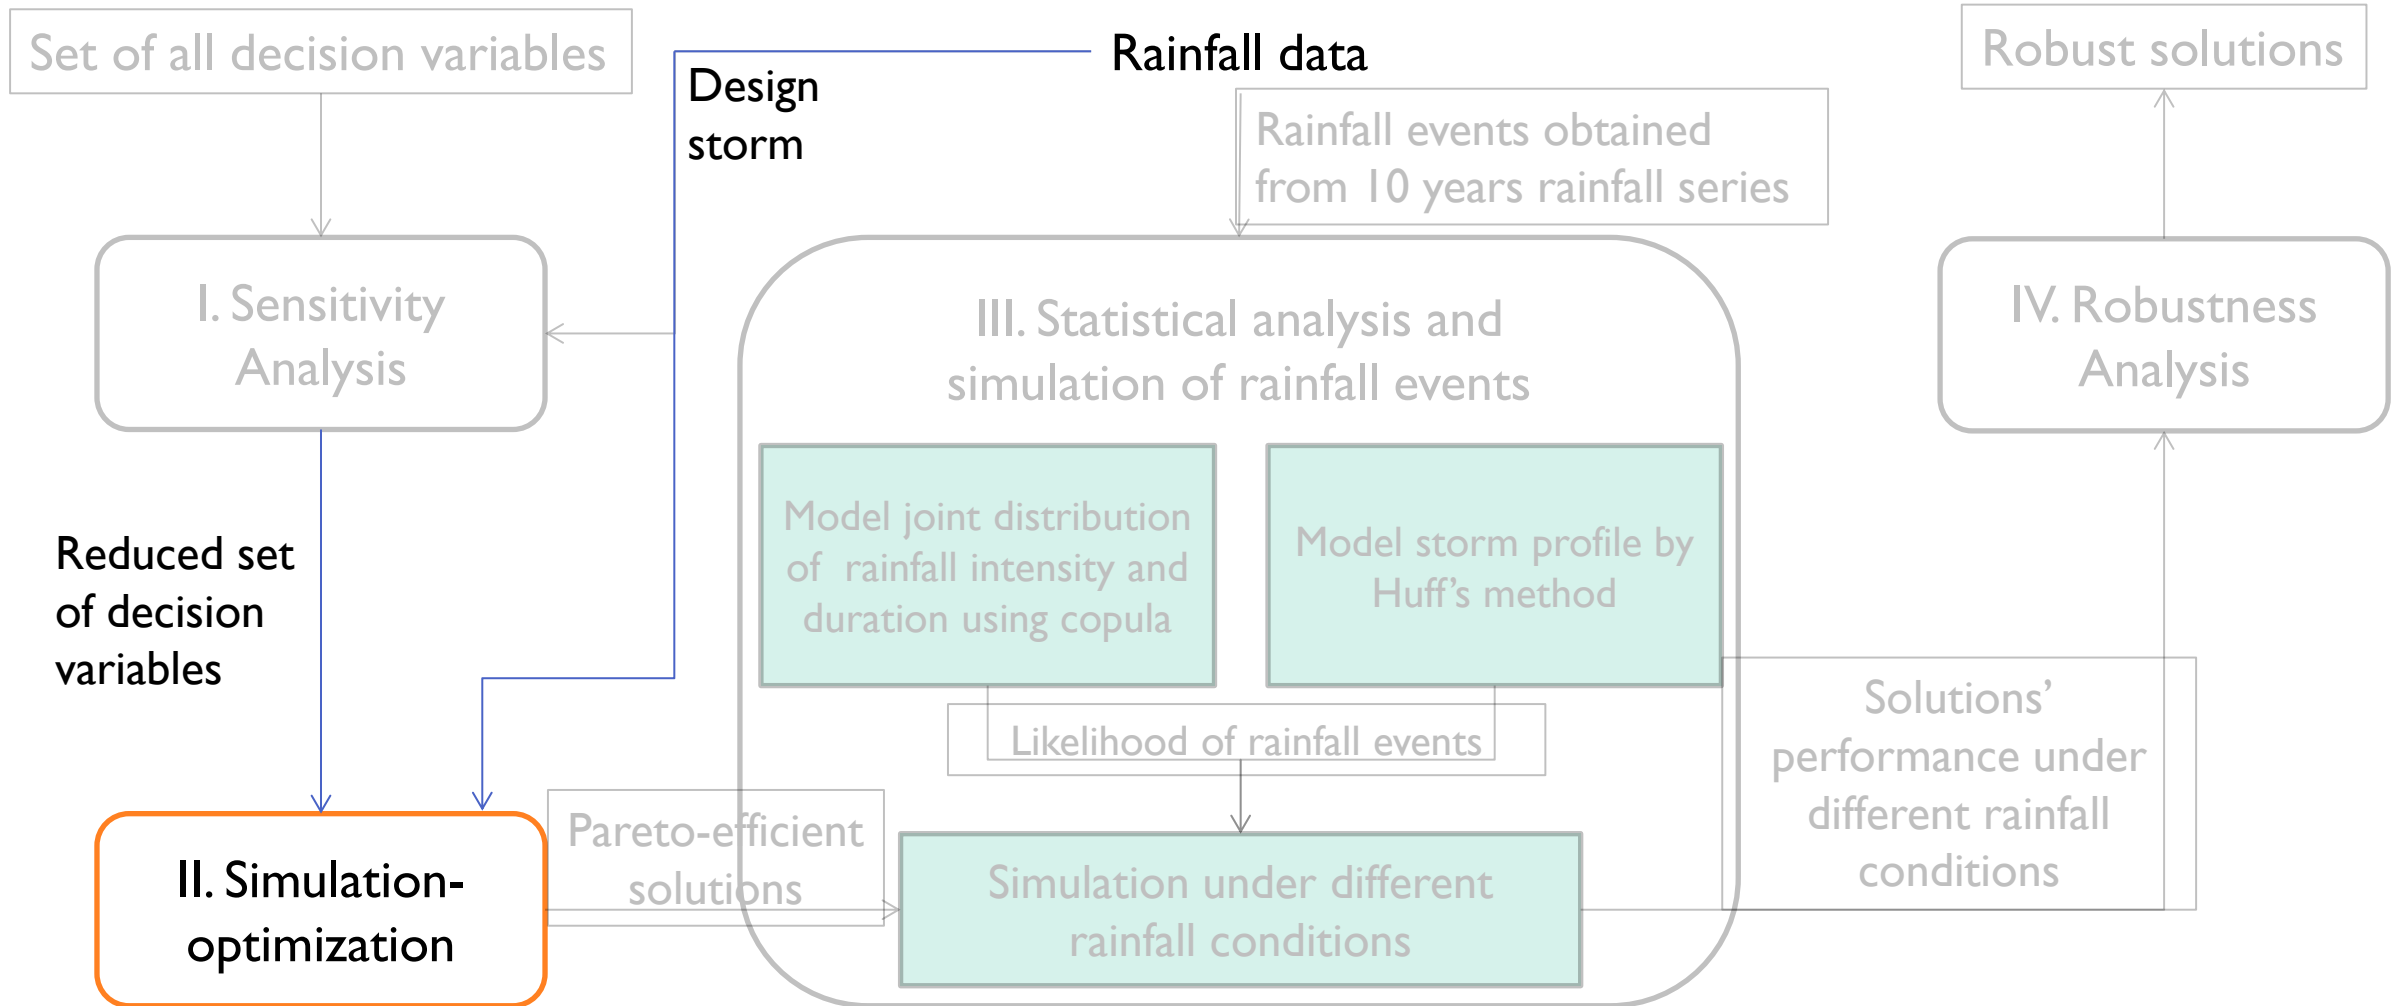 Set of all decision variables
Rainfall data
Robust solutions
Design
storm
Rainfall events obtained
from 10 years rainfall series
I. Sensitivity
Analysis
III. Statistical analysis and
simulation of rainfall events
IV. Robustness
Analysis
Model joint distribution
of rainfall intensity and
duration using copula
Model storm profile by
Huff’s method
Reduced set
of decision
variables
Likelihood of rainfall events
Solutions’
performance under
different rainfall
conditions
Pareto-efficient
solutions
II. Simulation-
optimization
Simulation under different
rainfall conditions